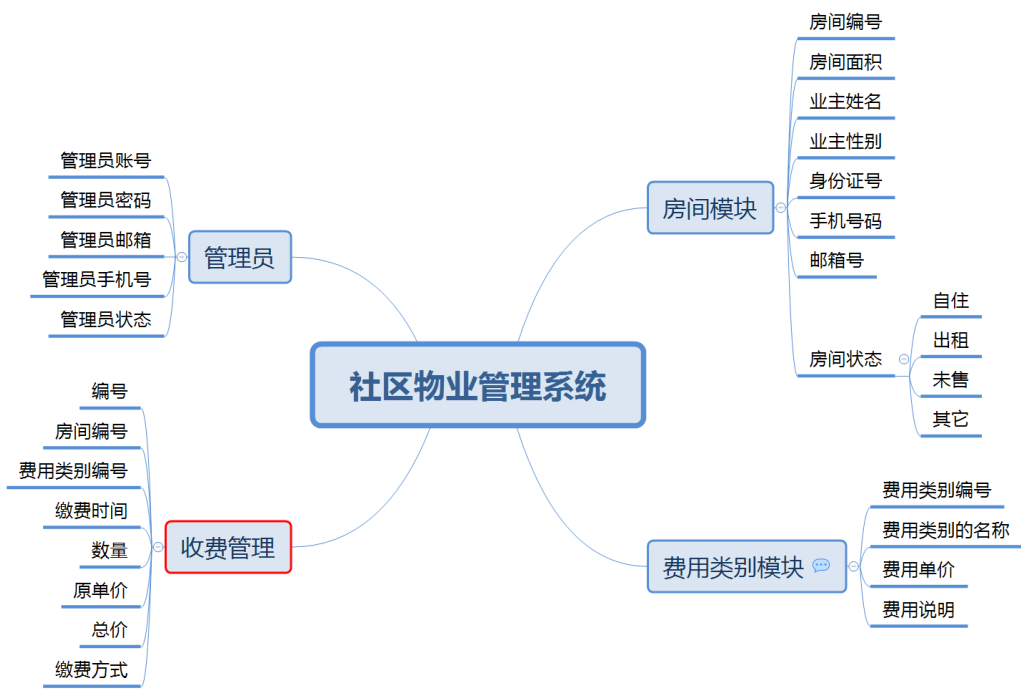 社区物业管理系统
房间模块
房间编号
房间面积
业主姓名
业主性别
身份证号
手机号码
邮箱号
房间状态
自住
出租
未售
其它
费用类别模块
费用类别编号
费用类别的名称
费用单价
费用说明
管理员
管理员账号
管理员密码
管理员邮箱
管理员手机号
管理员状态
收费管理
编号
房间编号
费用类别编号
缴费时间
数量
原单价
总价
缴费方式